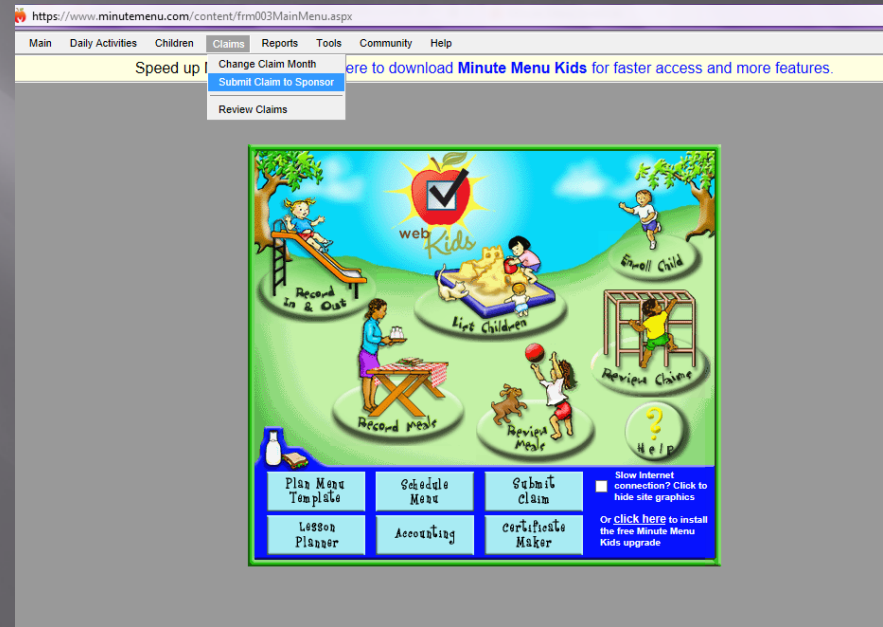 https://www.minutemenu.com/content/frm003MainMenu.aspx
Main Daily Activities Children Claims Reports Tools Community Help
Speed up ere to download Minute Menu Kids for faster access and more features.
Change Claim Month
Submit Claim to Sponsor
Review Claims
web Kids
Record In & Out
List Children
Enroll Child
Record Meals
Review Meals
Review Claims
Help
?
Plan Menu Template
Schedule Menu
Submit Claim
Lesson Planner
Accounting
Certificate Maker
Slow Internet
connection? Click to
hide site graphics
Or click here to install
the free Minute Menu
Kids upgrade